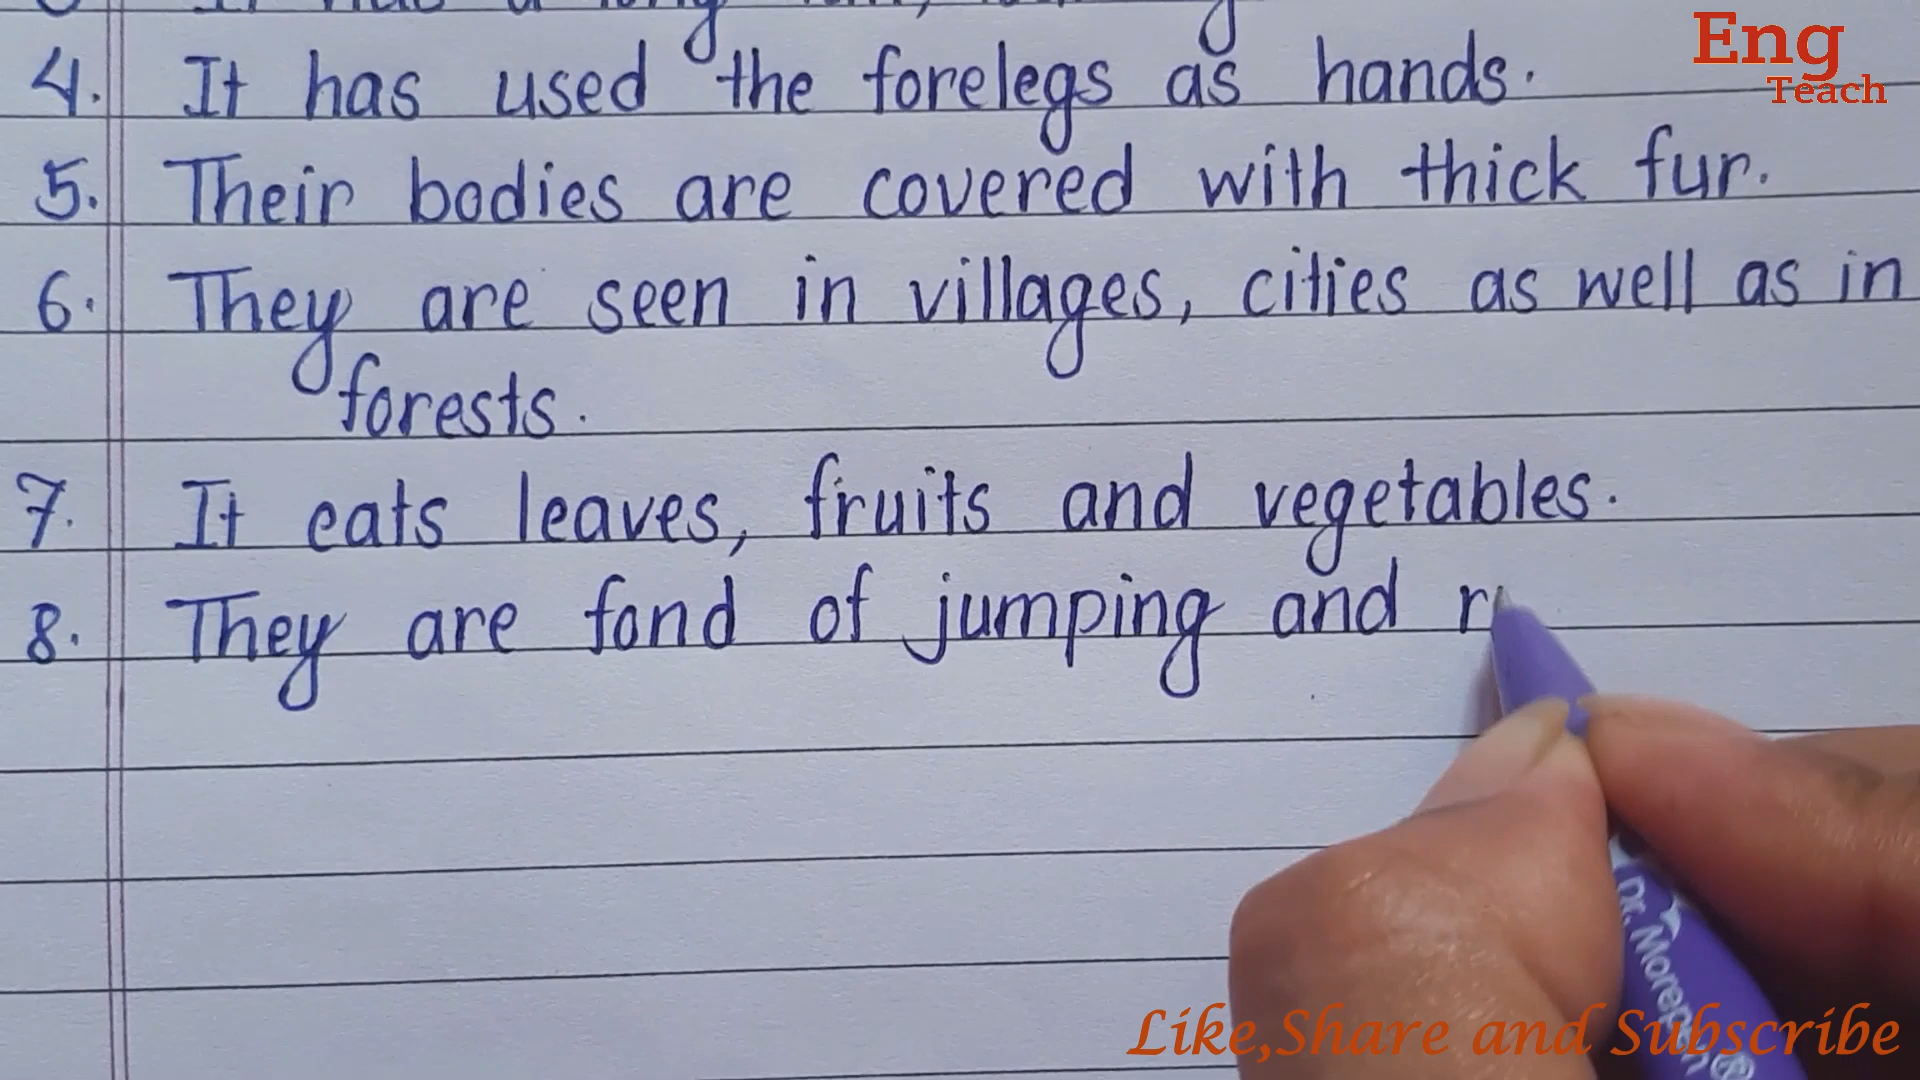 Eng
Teach
4. It has used the forelegs as hands.
5. Their bodies are covered with thick fur.
6. They are seen in villages, cities as well as in
forests.
7. It eats leaves, fruits and vegetables.
8. They are fond of jumping and
Dr. Morepen
Like,Share and Subscribe